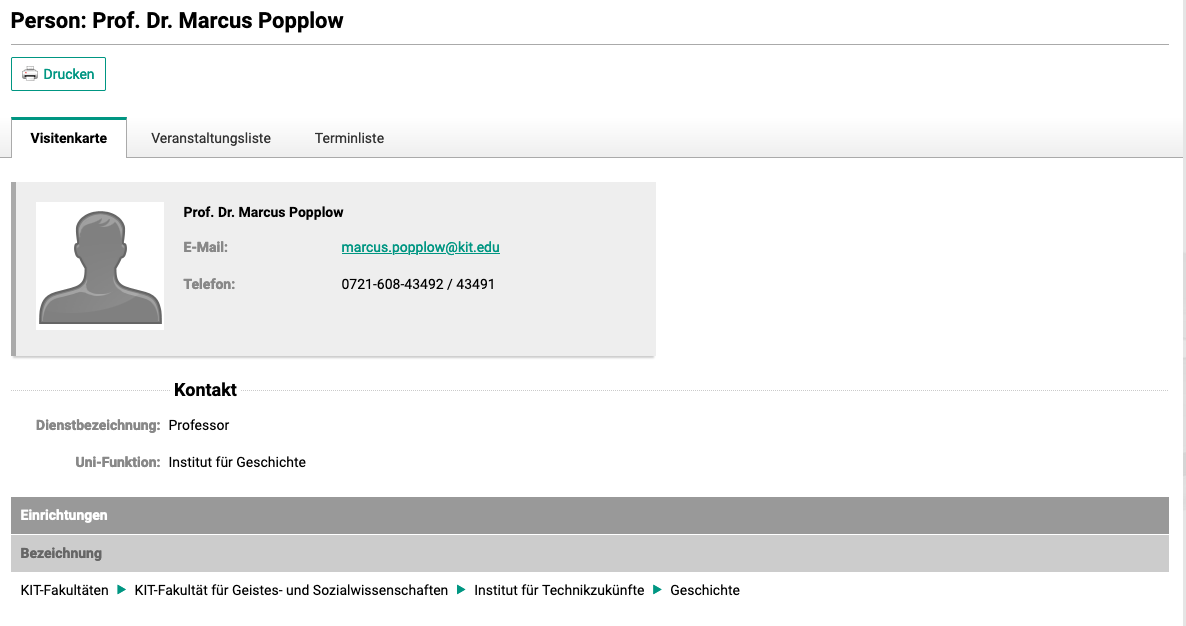 Person: Prof. Dr. Marcus Popplow
Drucken
Visitenkarte Veranstaltungsliste Terminliste
Prof. Dr. Marcus Popplow
E-Mail: marcus.popplow@kit.edu
Telefon: 0721-608-43492 / 43491
Kontakt
Dienstbezeichnung: Professor
Uni-Funktion: Institut für Geschichte
Einrichtungen
Bezeichnung
KIT-Fakultäten ▶ KIT-Fakultät für Geistes- und Sozialwissenschaften ▶ Institut für Technikzukünfte ▶ Geschichte